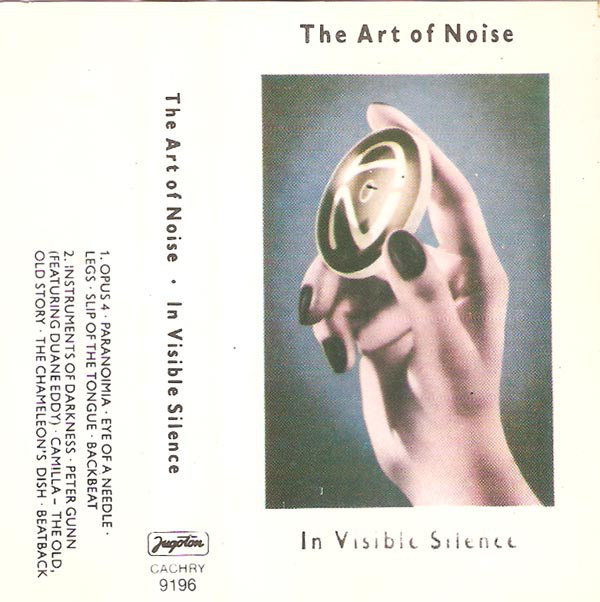 The Art of Noise
In Visible Silence
The Art of Noise · In Visible Silence
1. OPUS 4 · PARANOIMIA · EYE OF A NEEDLE ·
LEGS · SLIP OF THE TONGUE · BACKBEAT
2. INSTRUMENTS OF DARKNESS · PETER GUNN
(FEATURING DUANE EDDY) · CAMILLA – THE OLD,
OLD STORY · THE CHAMELEON'S DISH · BEATBACK
Jugoton
CACHRY
9196